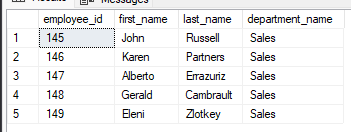 Messages
employee_id first_name last_name department_name
1 145 John Russell Sales
2 146 Karen Partners Sales
3 147 Alberto Errazuriz Sales
4 148 Gerald Cambrault Sales
5 149 Eleni Zlotkey Sales